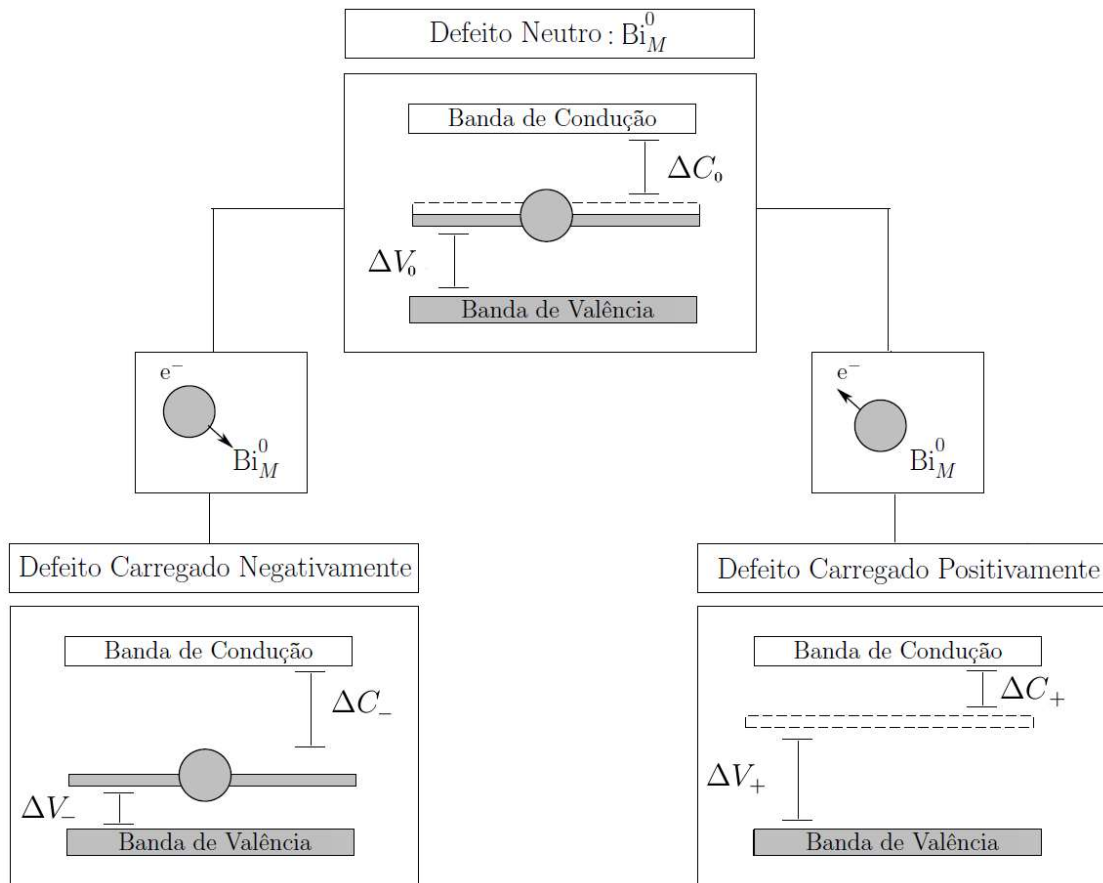 Defeito Neutro : Bi⁰_M
Banda de Condução
ΔC₀
ΔV₀
Banda de Valência
e⁻
Bi⁰_M
e⁻
Bi⁰_M
Defeito Carregado Negativamente
Banda de Condução
ΔC₋
ΔV₋
Banda de Valência
Defeito Carregado Positivamente
Banda de Condução
ΔC₊
ΔV₊
Banda de Valência